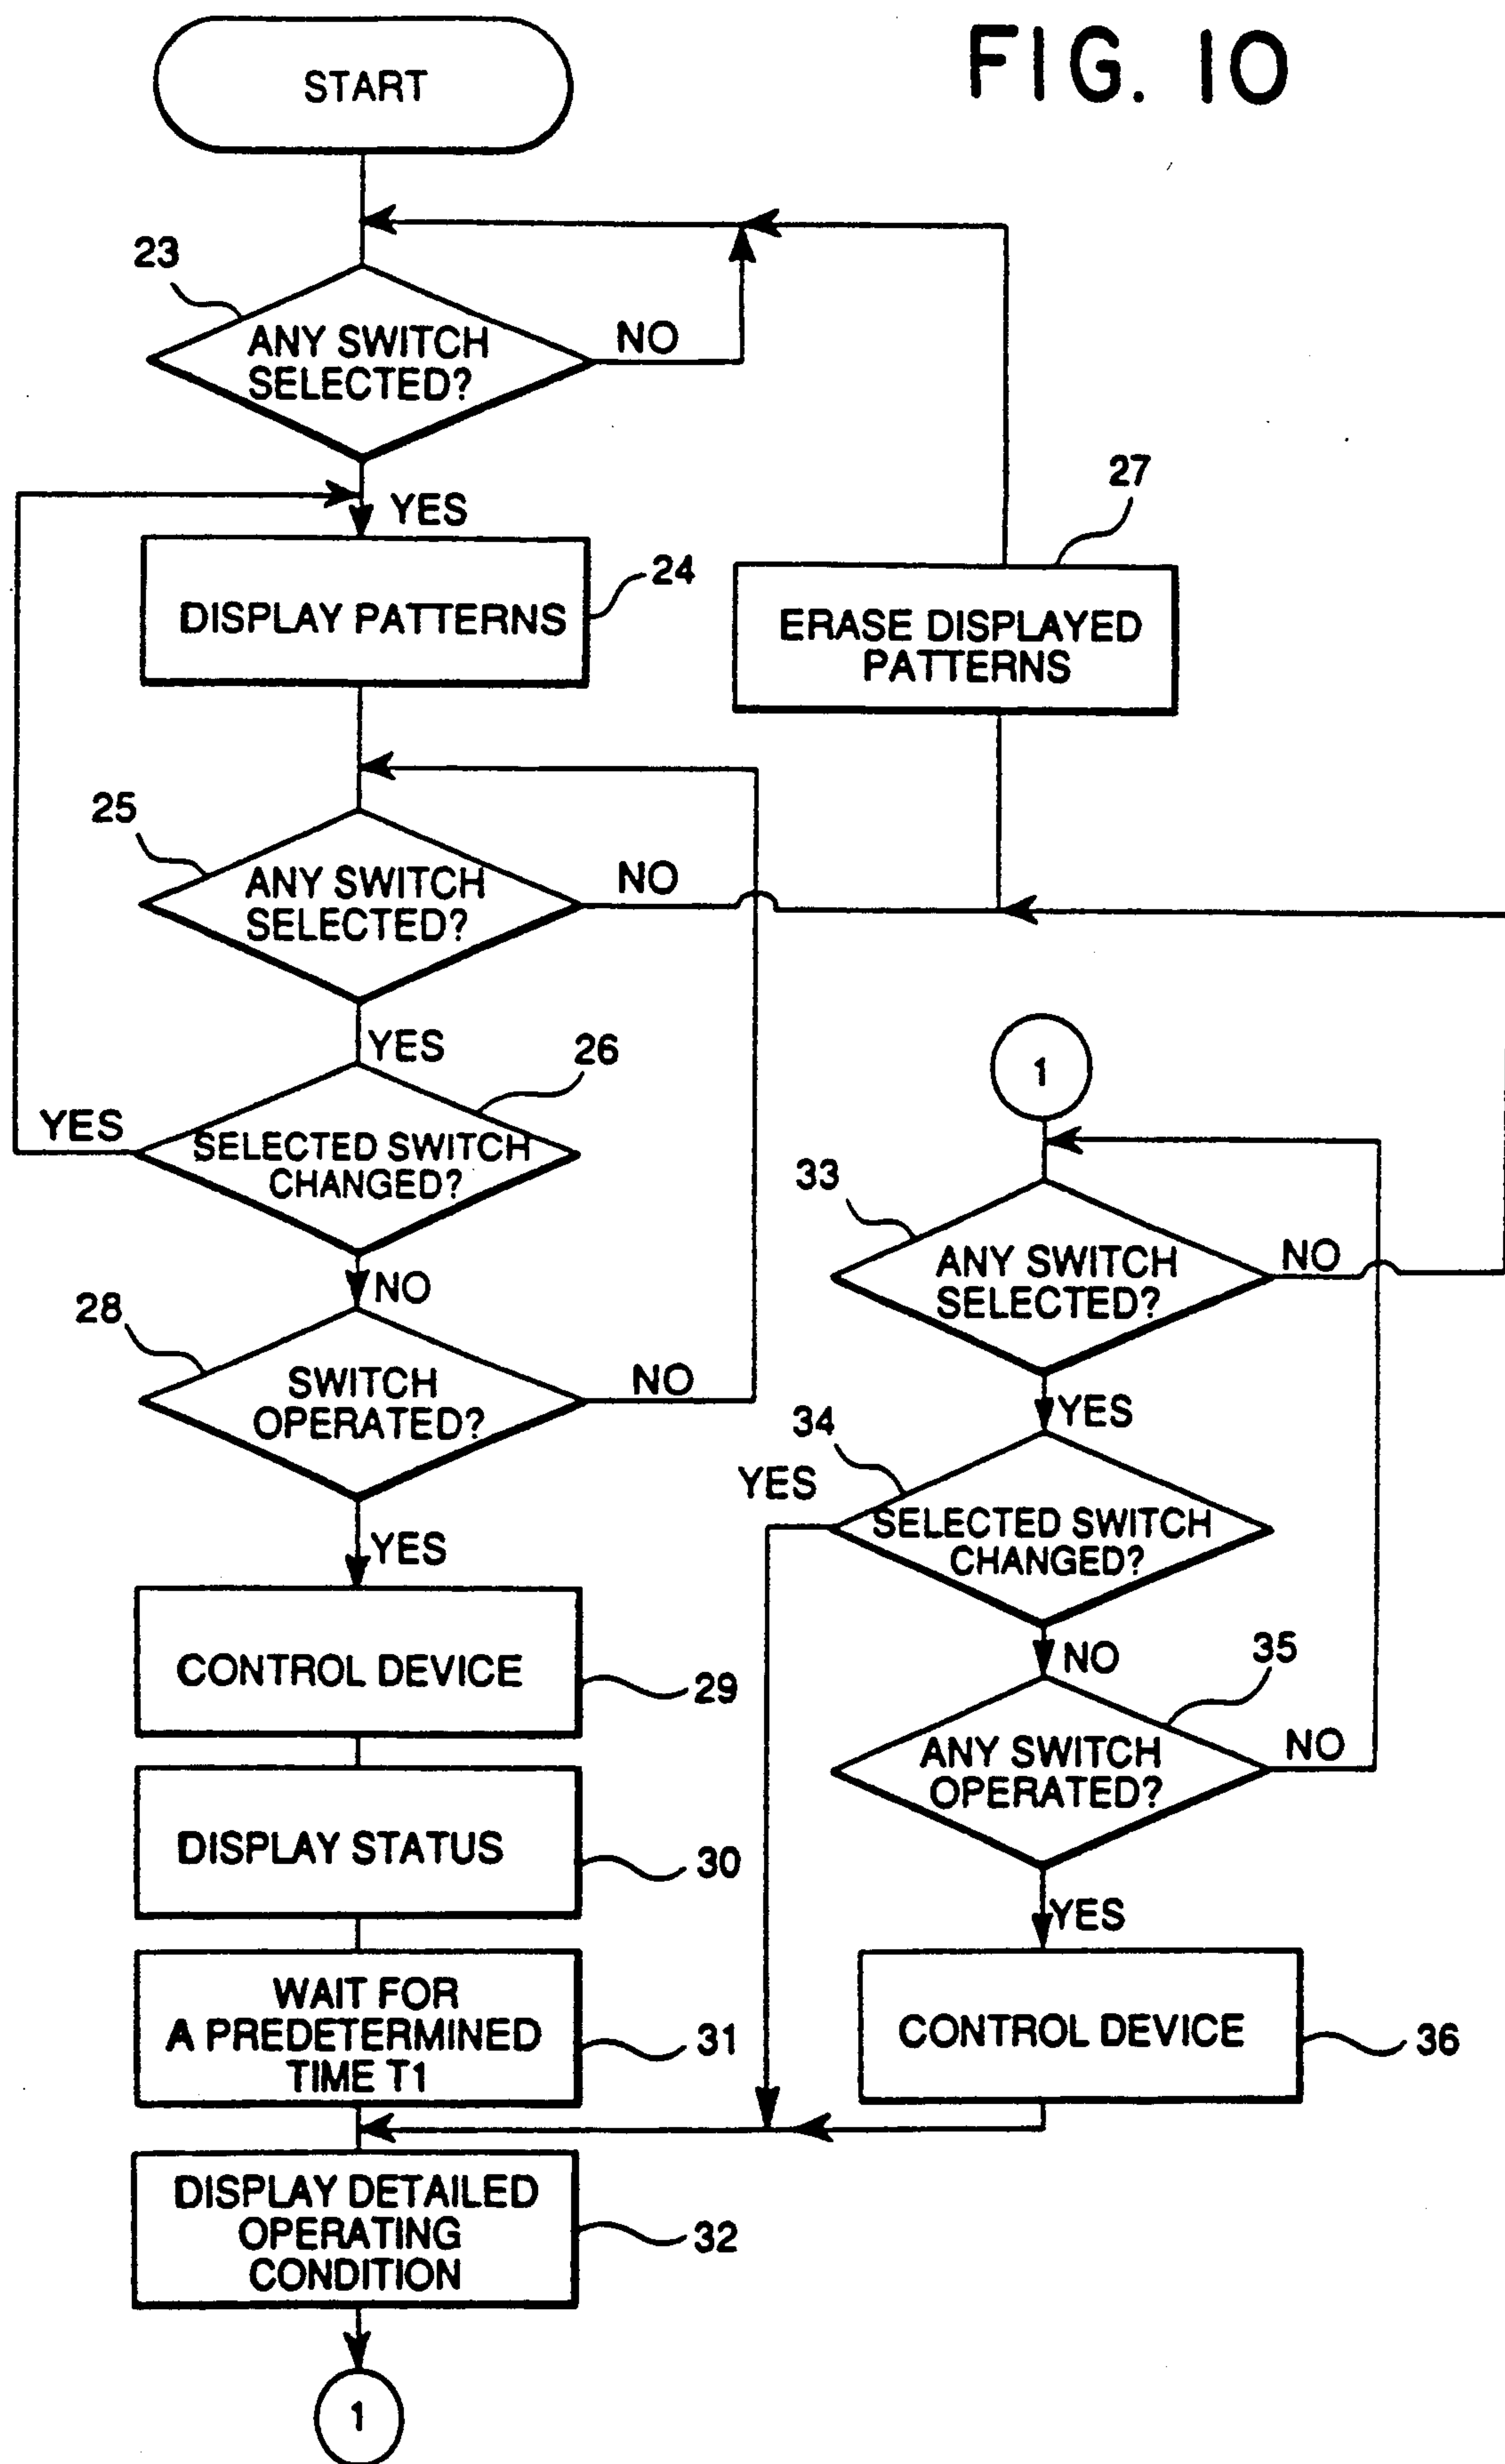 FIG. 10
START
23
ANY SWITCH
SELECTED?
NO
YES
DISPLAY PATTERNS
24
27
ERASE DISPLAYED
PATTERNS
25
ANY SWITCH
SELECTED?
NO
YES
26
SELECTED SWITCH
CHANGED?
YES
NO
28
SWITCH
OPERATED?
NO
YES
CONTROL DEVICE
29
DISPLAY STATUS
30
WAIT FOR
A PREDETERMINED
TIME T1
31
DISPLAY DETAILED
OPERATING
CONDITION
32
1
1
33
ANY SWITCH
SELECTED?
NO
YES
34
YES
SELECTED SWITCH
CHANGED?
NO
35
ANY SWITCH
OPERATED?
NO
YES
CONTROL DEVICE
36